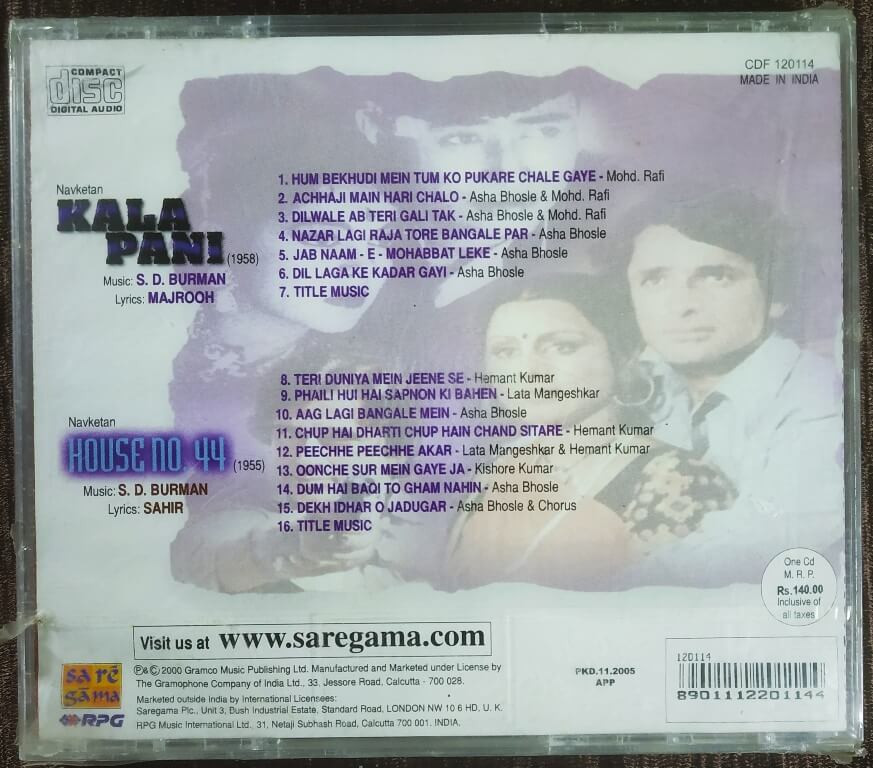 COMPACT
disc
DIGITAL AUDIO
CDF 120114
MADE IN INDIA
Navketan
KALA
PANI (1958)
Music: S. D. BURMAN
Lyrics: MAJROOH
1. HUM BEKHUDI MEIN TUM KO PUKARE CHALE GAYE - Mohd. Rafi
2. ACHHAJI MAIN HARI CHALO - Asha Bhosle & Mohd. Rafi
3. DILWALE AB TERI GALI TAK - Asha Bhosle & Mohd. Rafi
4. NAZAR LAGI RAJA TORE BANGALE PAR - Asha Bhosle
5. JAB NAAM - E - MOHABBAT LEKE - Asha Bhosle
6. DIL LAGA KE KADAR GAYI - Asha Bhosle
7. TITLE MUSIC
Navketan
HOUSE NO. 44 (1955)
Music: S. D. BURMAN
Lyrics: SAHIR
8. TERI DUNIYA MEIN JEENE SE - Hemant Kumar
9. PHAILI HUI HAI SAPNON KI BAHEN - Lata Mangeshkar
10. AAG LAGI BANGALE MEIN - Asha Bhosle
11. CHUP HAI DHARTI CHUP HAIN CHAND SITARE - Hemant Kumar
12. PEECHHE PEECHHE AKAR - Lata Mangeshkar & Hemant Kumar
13. OONCHE SUR MEIN GAYE JA - Kishore Kumar
14. DUM HAI BAQI TO GHAM NAHIN - Asha Bhosle
15. DEKH IDHAR O JADUGAR - Asha Bhosle & Chorus
16. TITLE MUSIC
One Cd
M. R. P.
Rs.140.00
Inclusive of
all taxes
Visit us at www.saregama.com
sa rē
gāma
RPG
℗&© 2000 Gramco Music Publishing Ltd. Manufactured and Marketed under License by
The Gramophone Company of India Ltd., 33, Jessore Road, Calcutta - 700 028.
Marketed outside India by International Licensees:
Saregama Plc., Unit 3, Dush Industrial Estate, Standard Road, LONDON NW 10 6 HD, U. K.
RPG Music International Ltd., 31, Netaji Subhash Road, Calcutta 700 001. INDIA.
PKD.11.2005
APP
120114
8901112201144